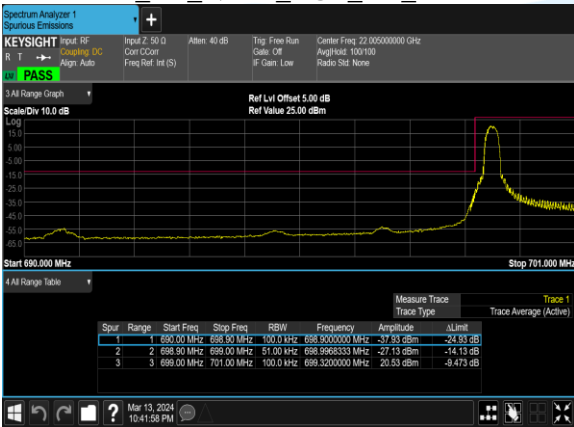 Spectrum Analyzer 1
Spurious Emissions
KEYSIGHT Input: RF Input Z: 50 Ω Atten: 40 dB Trig: Free Run Center Freq: 22.005000000 GHz
R T Coupling: DC Corr CCorr Gate: Off Avg|Hold: 100/100
Align: Auto Freq Ref: Int (S) IF Gain: Low Radio Std: None
PASS
3 All Range Graph
Ref Lvl Offset 5.00 dB
Scale/Div 10.0 dB Ref Value 25.00 dBm
Log
15.0
5.00
-5.00
-15.0
-25.0
-35.0
-45.0
-55.0
-65.0
Start 690.000 MHz Stop 701.000 MHz
4 All Range Table
Measure Trace Trace 1
Trace Type Trace Average (Active)
Spur Range Start Freq Stop Freq RBW Frequency Amplitude ΔLimit
1 1 690.00 MHz 698.90 MHz 100.0 kHz 698.9000000 MHz -37.93 dBm -24.93 dB
2 2 698.90 MHz 699.00 MHz 51.00 kHz 698.9968333 MHz -27.13 dBm -14.13 dB
3 3 699.00 MHz 701.00 MHz 100.0 kHz 699.3200000 MHz 20.53 dBm -9.473 dB
Mar 13, 2024
10:41:58 PM